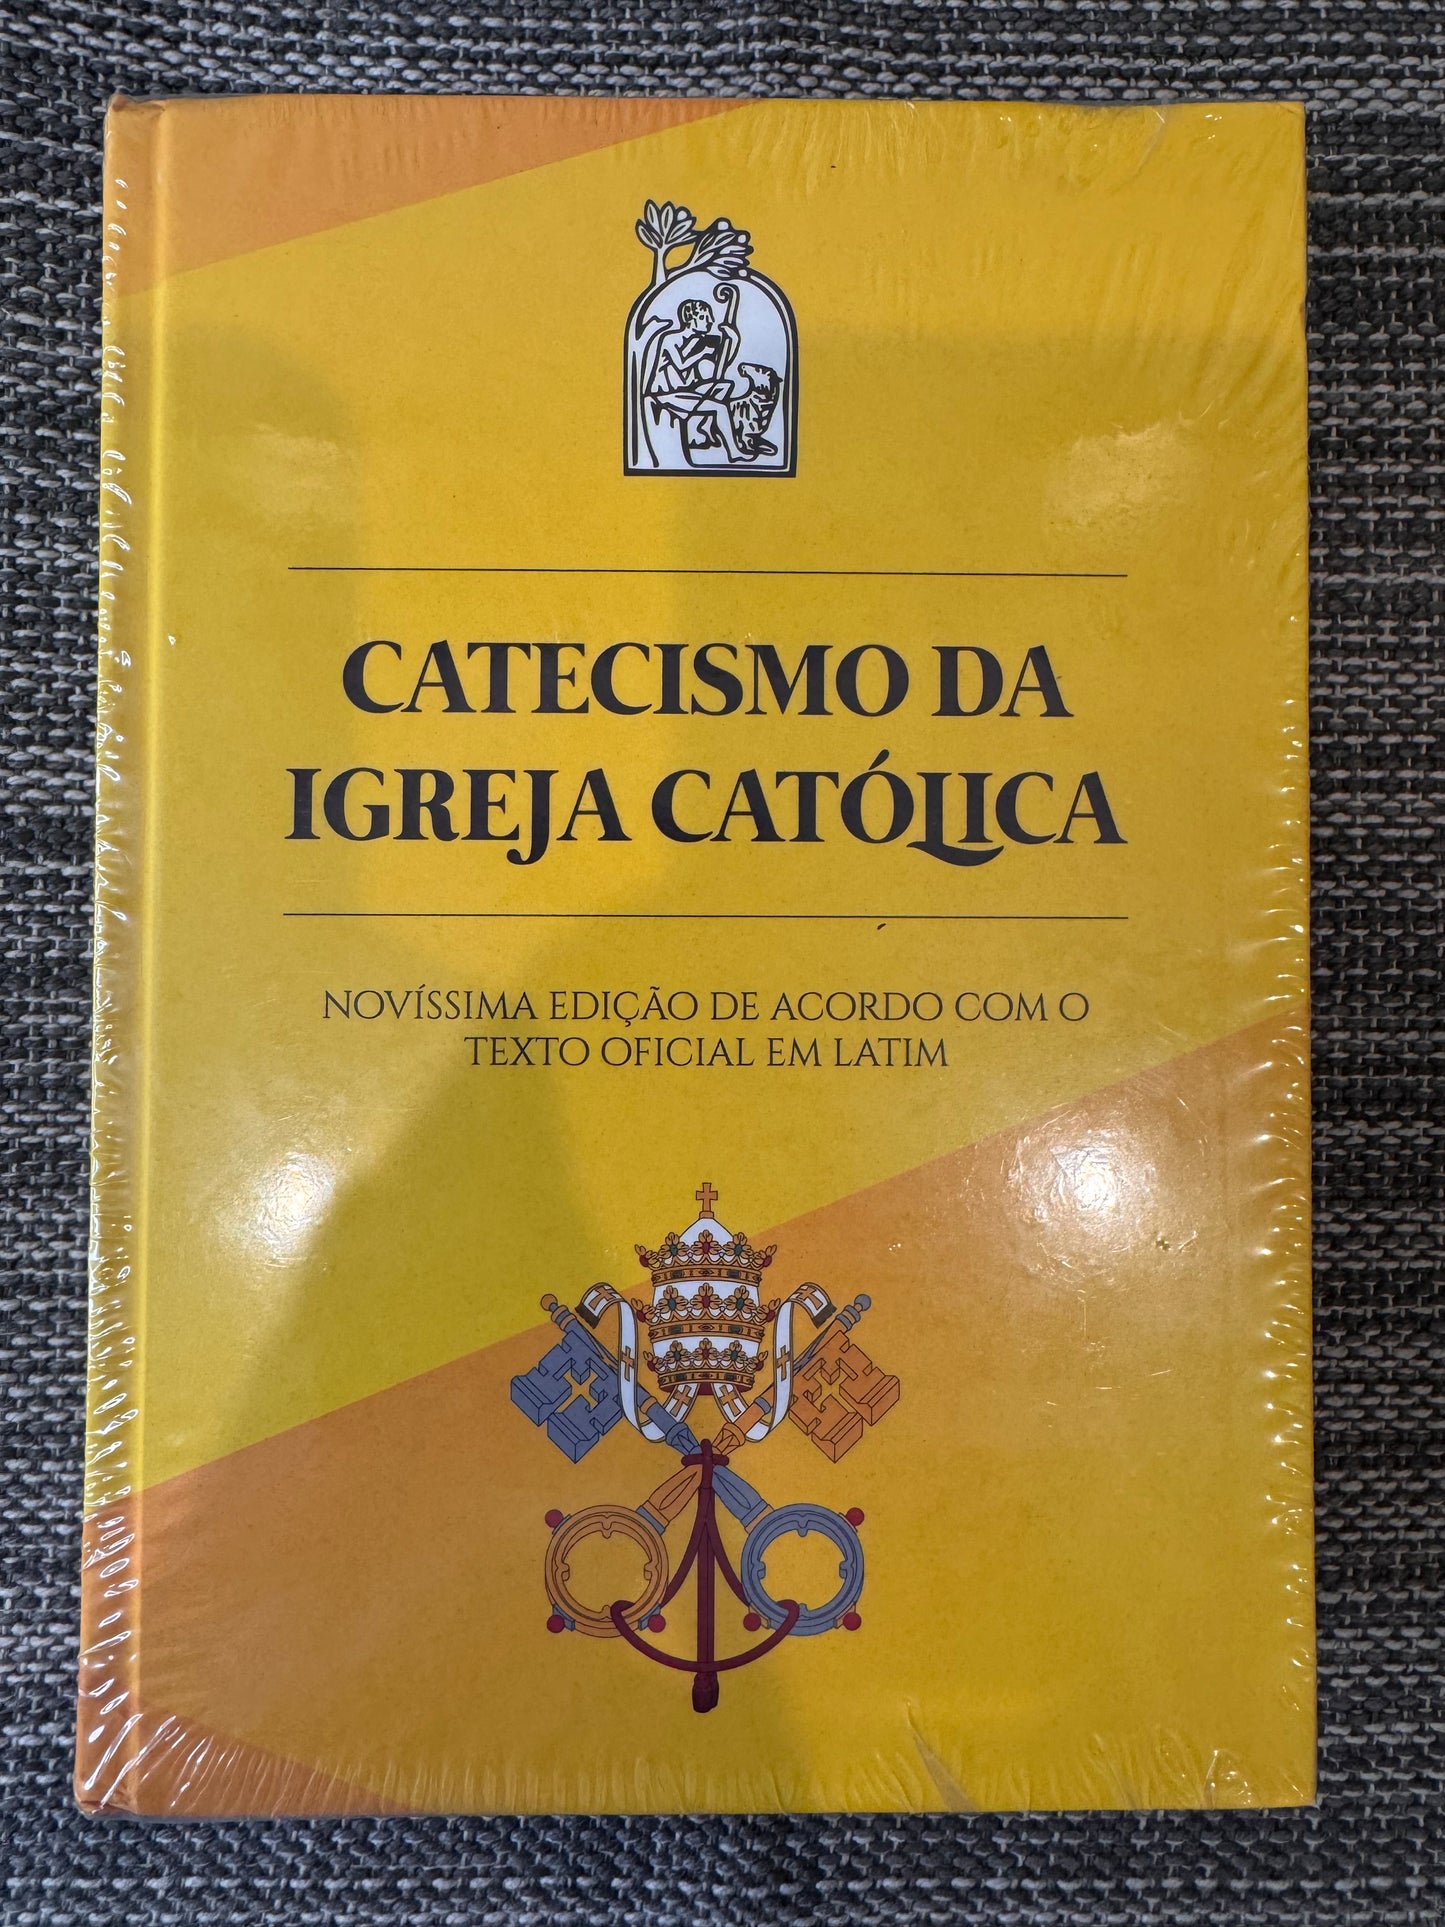 CATECISMO DA
IGREJA CATÓLICA
NOVÍSSIMA EDIÇÃO DE ACORDO COM O
TEXTO OFICIAL EM LATIM